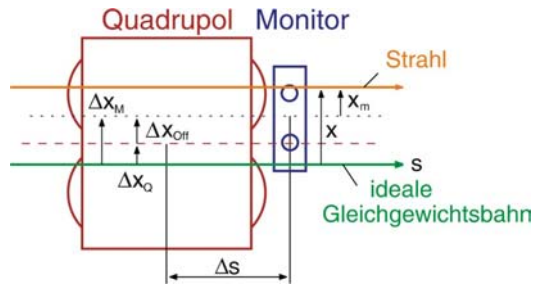 Quadrupol Monitor
Strahl
Δx_M
x_m
Δx_Off
x
s
Δx_Q
ideale
Gleichgewichtsbahn
Δs